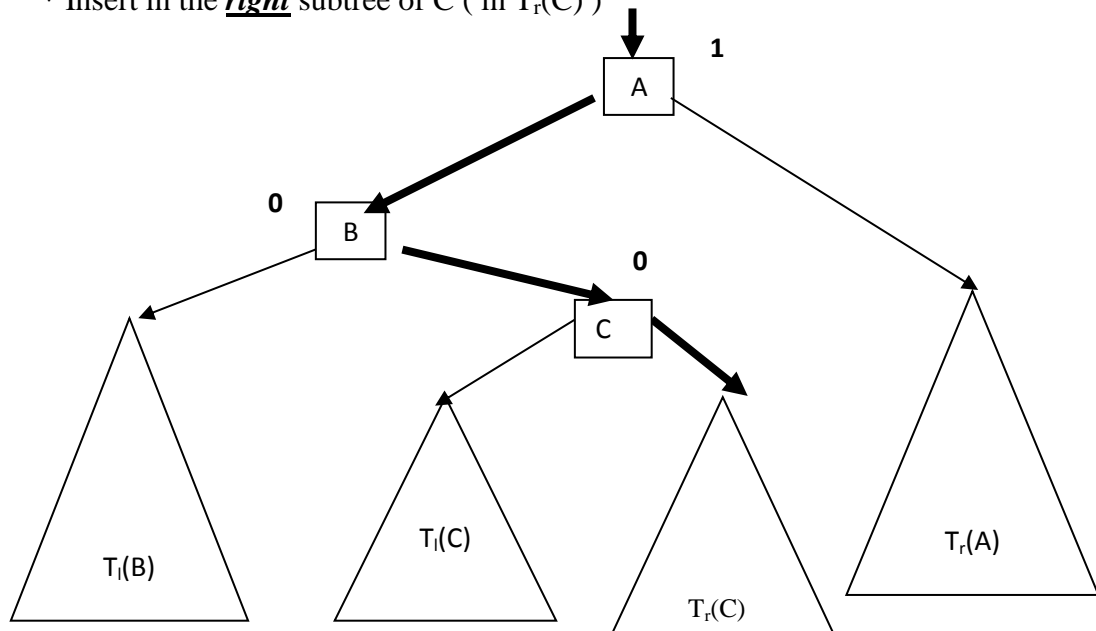 * Insert in the right subtree of C ( in Tr(C) )
1
A
0
B
0
C
Tl(B)
Tl(C)
Tr(C)
Tr(A)